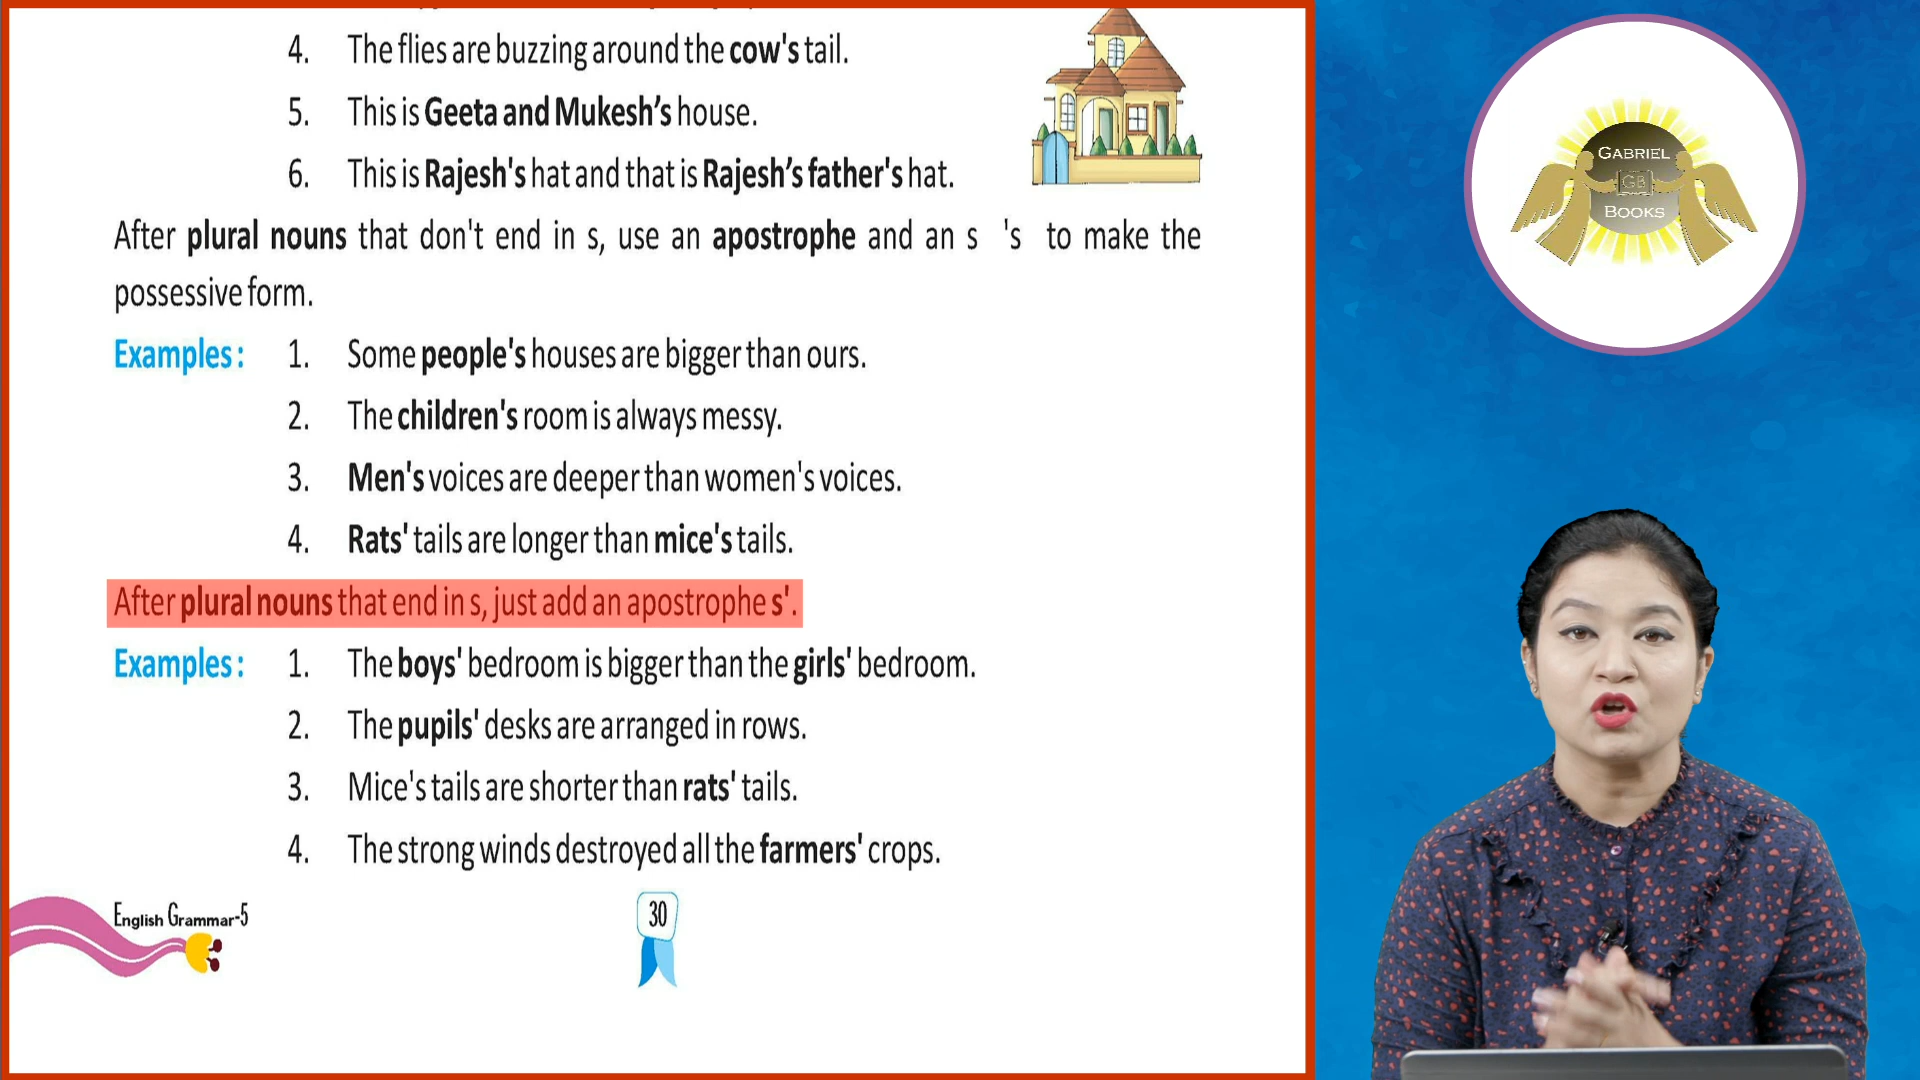 4. The flies are buzzing around the cow's tail.
5. This is Geeta and Mukesh’s house.
6. This is Rajesh's hat and that is Rajesh’s father's hat.
After plural nouns that don't end in s, use an apostrophe and an s 's to make the
possessive form.
Examples : 1. Some people's houses are bigger than ours.
2. The children's room is always messy.
3. Men's voices are deeper than women's voices.
4. Rats' tails are longer than mice's tails.
After plural nouns that end in s, just add an apostrophe s'.
Examples : 1. The boys' bedroom is bigger than the girls' bedroom.
2. The pupils' desks are arranged in rows.
3. Mice's tails are shorter than rats' tails.
4. The strong winds destroyed all the farmers' crops.
English Grammar-5
30
GABRIEL
GB
BOOKS